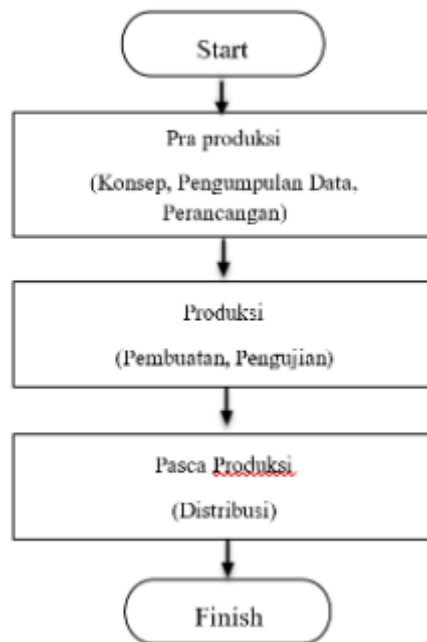 Start
Pra produksi
(Konsep, Pengumpulan Data,
Perancangan)
Produksi
(Pembuatan, Pengujian)
Pasca Produksi
(Distribusi)
Finish